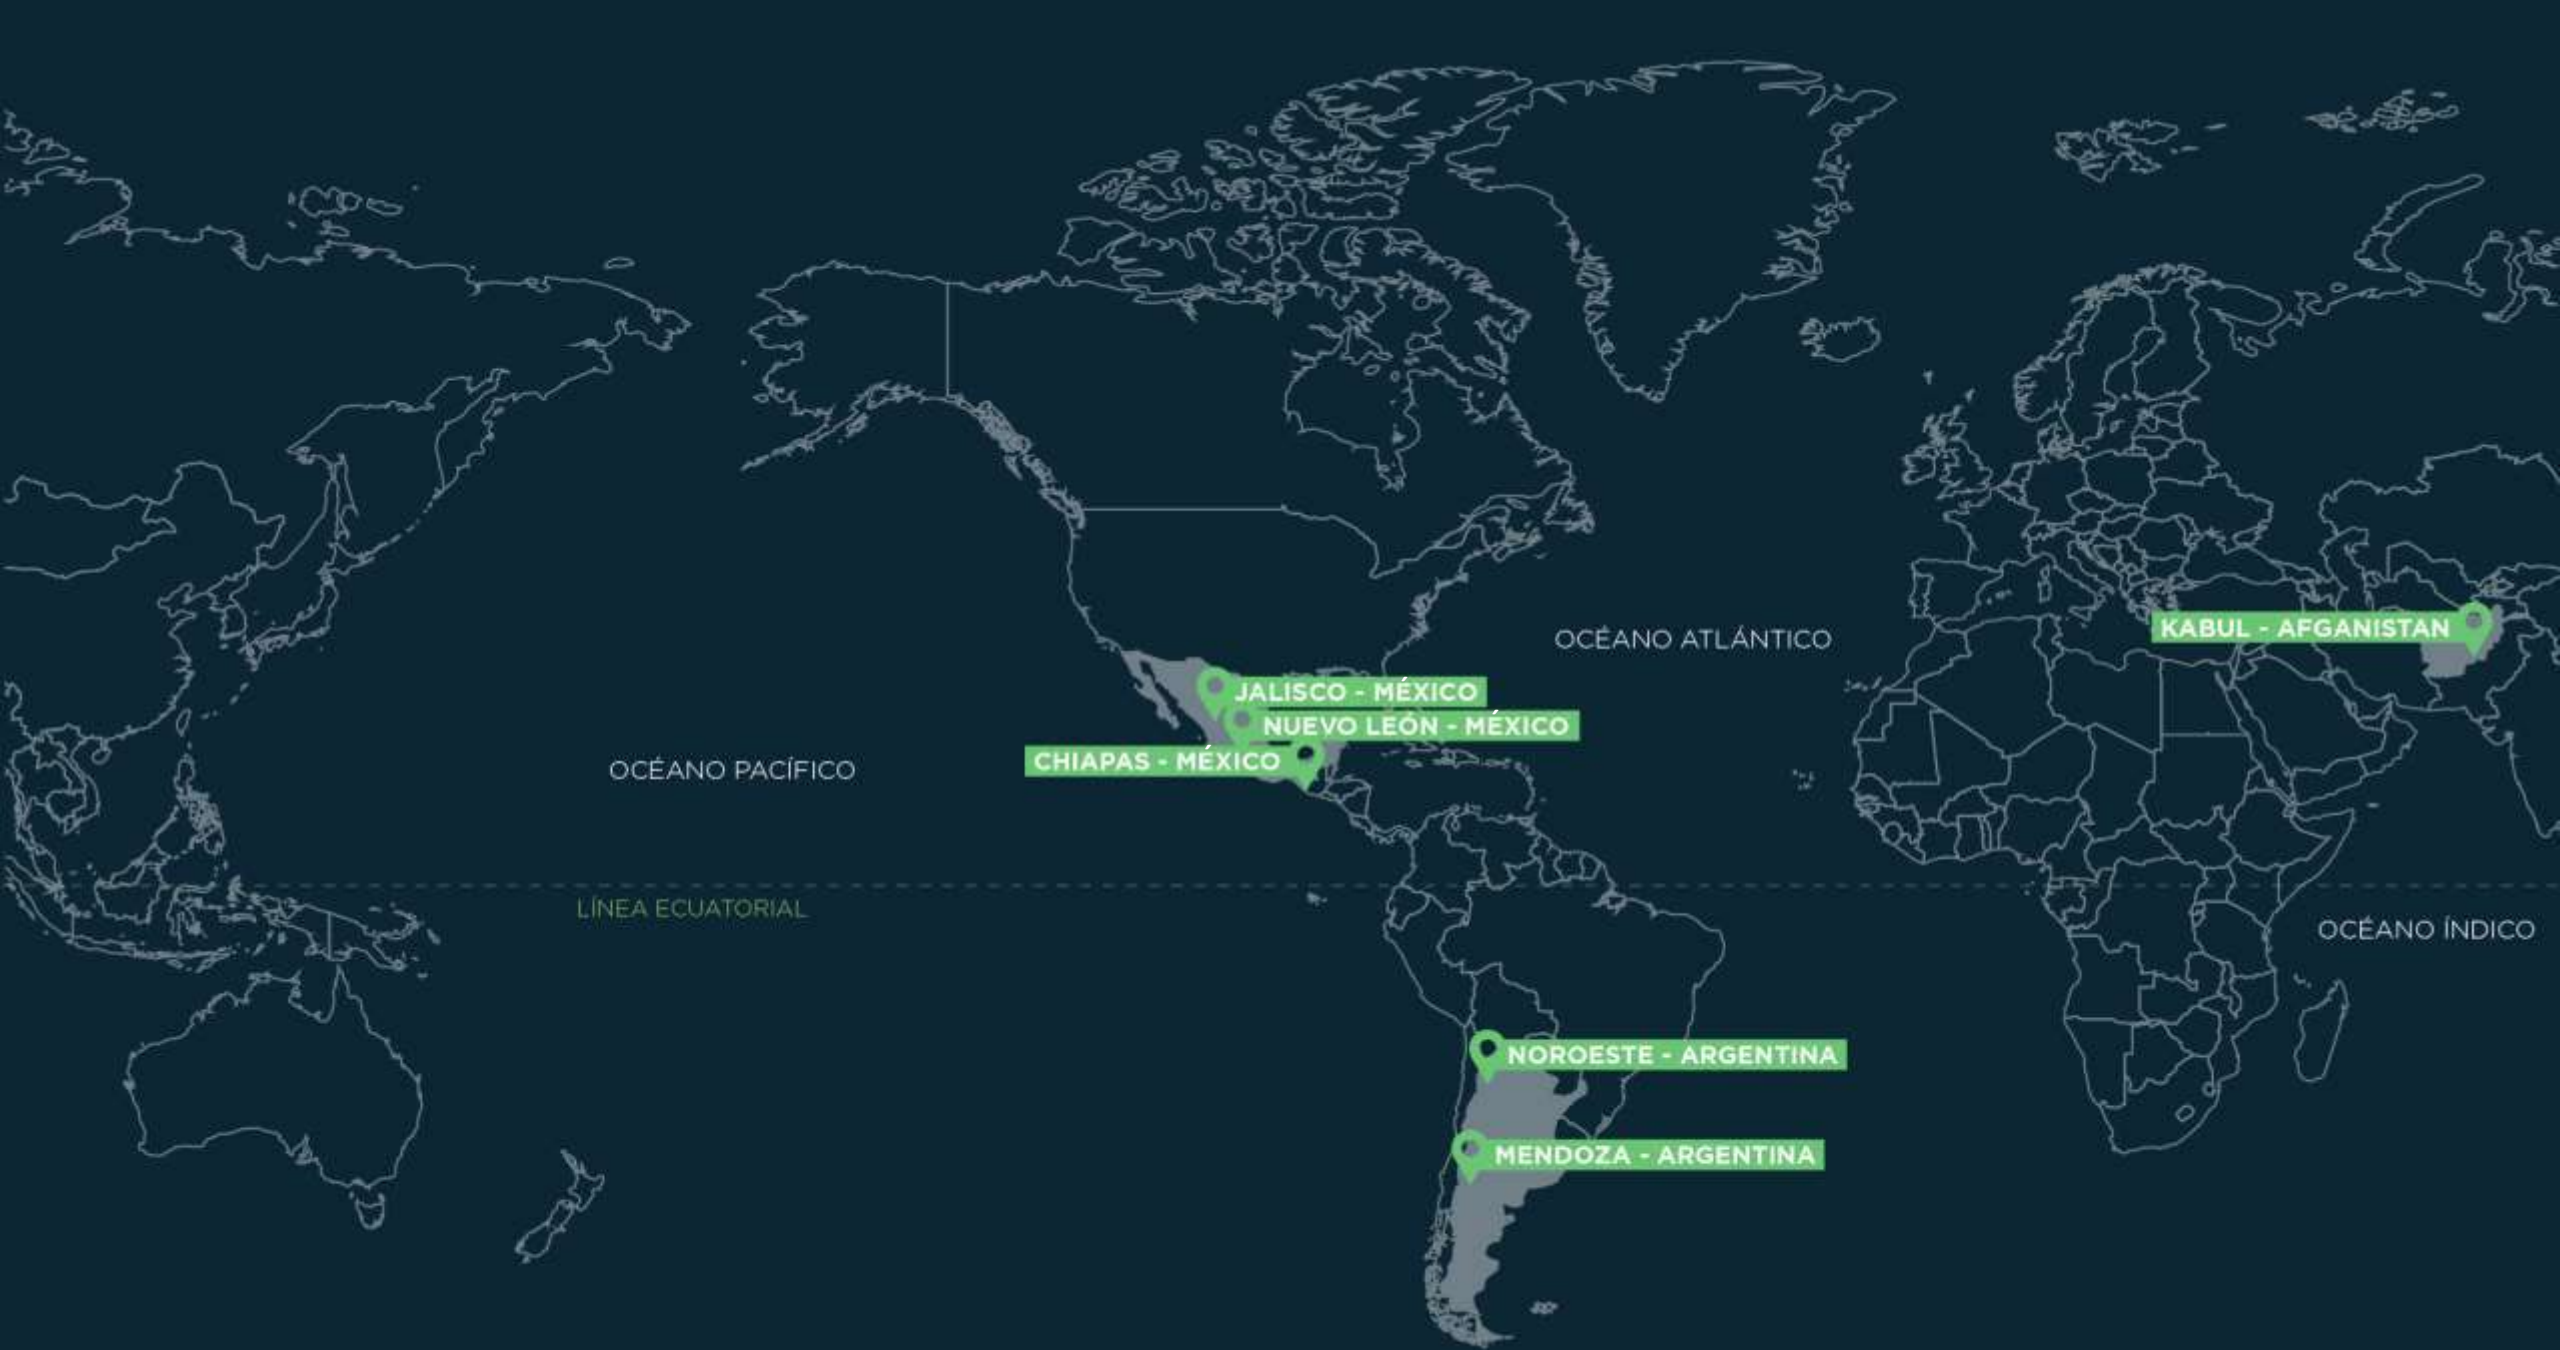 OCÉANO ATLÁNTICO
KABUL - AFGANISTAN
JALISCO - MÉXICO
NUEVO LEÓN - MÉXICO
CHIAPAS - MÉXICO
OCÉANO PACÍFICO
LÍNEA ECUATORIAL
OCÉANO ÍNDICO
NOROESTE - ARGENTINA
MENDOZA - ARGENTINA